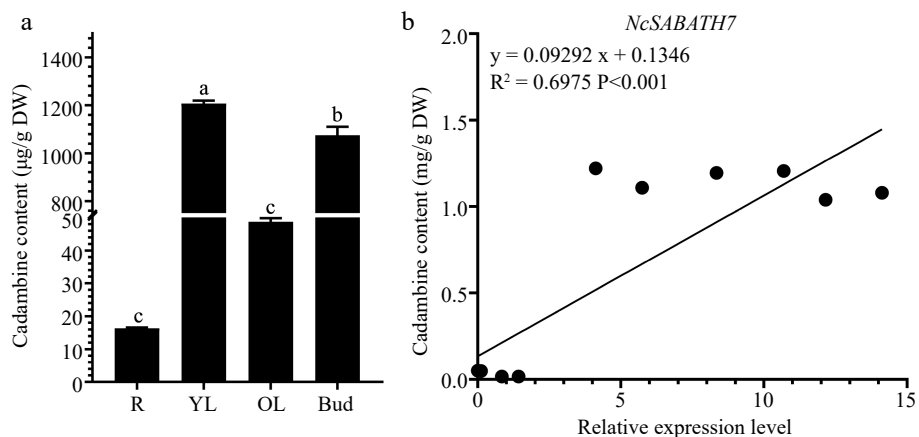 a
Cadambine content (μg/g DW)
1400
1200
1000
800
600
50
40
30
20
10
0
c
a
c
b
R YL OL Bud
b
NcSABATH7
y = 0.09292 x + 0.1346
R² = 0.6975 P<0.001
Cadambine content (mg/g DW)
2.0
1.5
1.0
0.5
0.0
0 5 10 15
Relative expression level